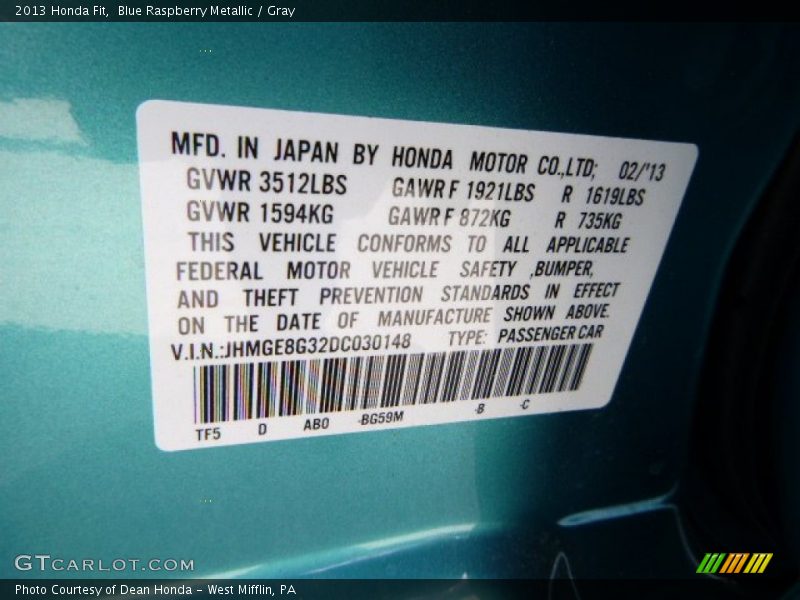 2013 Honda Fit,  Blue Raspberry Metallic / Gray
MFD. IN JAPAN BY HONDA MOTOR CO.,LTD; 02/'13
GVWR 3512LBS GAWR F 1921LBS R 1619LBS
GVWR 1594KG GAWR F 872KG R 735KG
THIS VEHICLE CONFORMS TO ALL APPLICABLE
FEDERAL MOTOR VEHICLE SAFETY ,BUMPER,
AND THEFT PREVENTION STANDARDS IN EFFECT
ON THE DATE OF MANUFACTURE SHOWN ABOVE.
V.I.N.:JHMGE8G32DC030148 TYPE: PASSENGER CAR
TF5 D AB0 -BG59M -B -C
GTCARLOT.COM
Photo Courtesy of Dean Honda - West Mifflin, PA